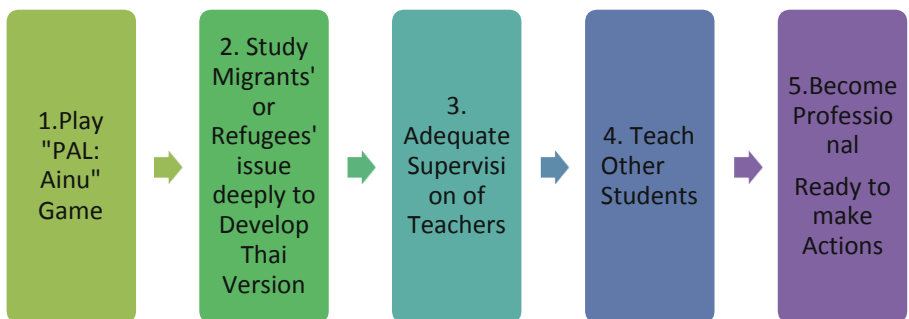 1.Play
"PAL:
Ainu"
Game
2. Study
Migrants'
or
Refugees'
issue
deeply to
Develop
Thai
Version
3.
Adequate
Supervisi
on of
Teachers
4. Teach
Other
Students
5.Become
Professio
nal
Ready to
make
Actions